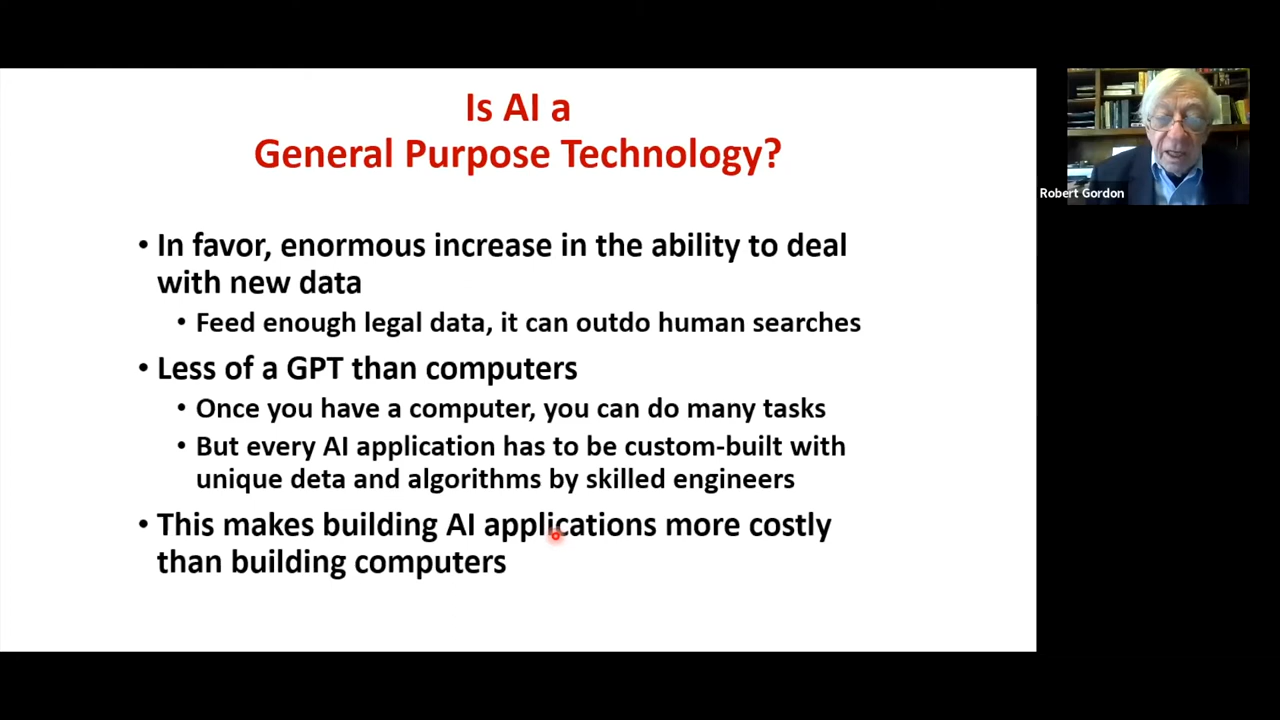 Is AI a
General Purpose Technology?
• In favor, enormous increase in the ability to deal
with new data
• Feed enough legal data, it can outdo human searches
• Less of a GPT than computers
• Once you have a computer, you can do many tasks
• But every AI application has to be custom-built with
unique deta and algorithms by skilled engineers
• This makes building AI applications more costly
than building computers
Robert Gordon